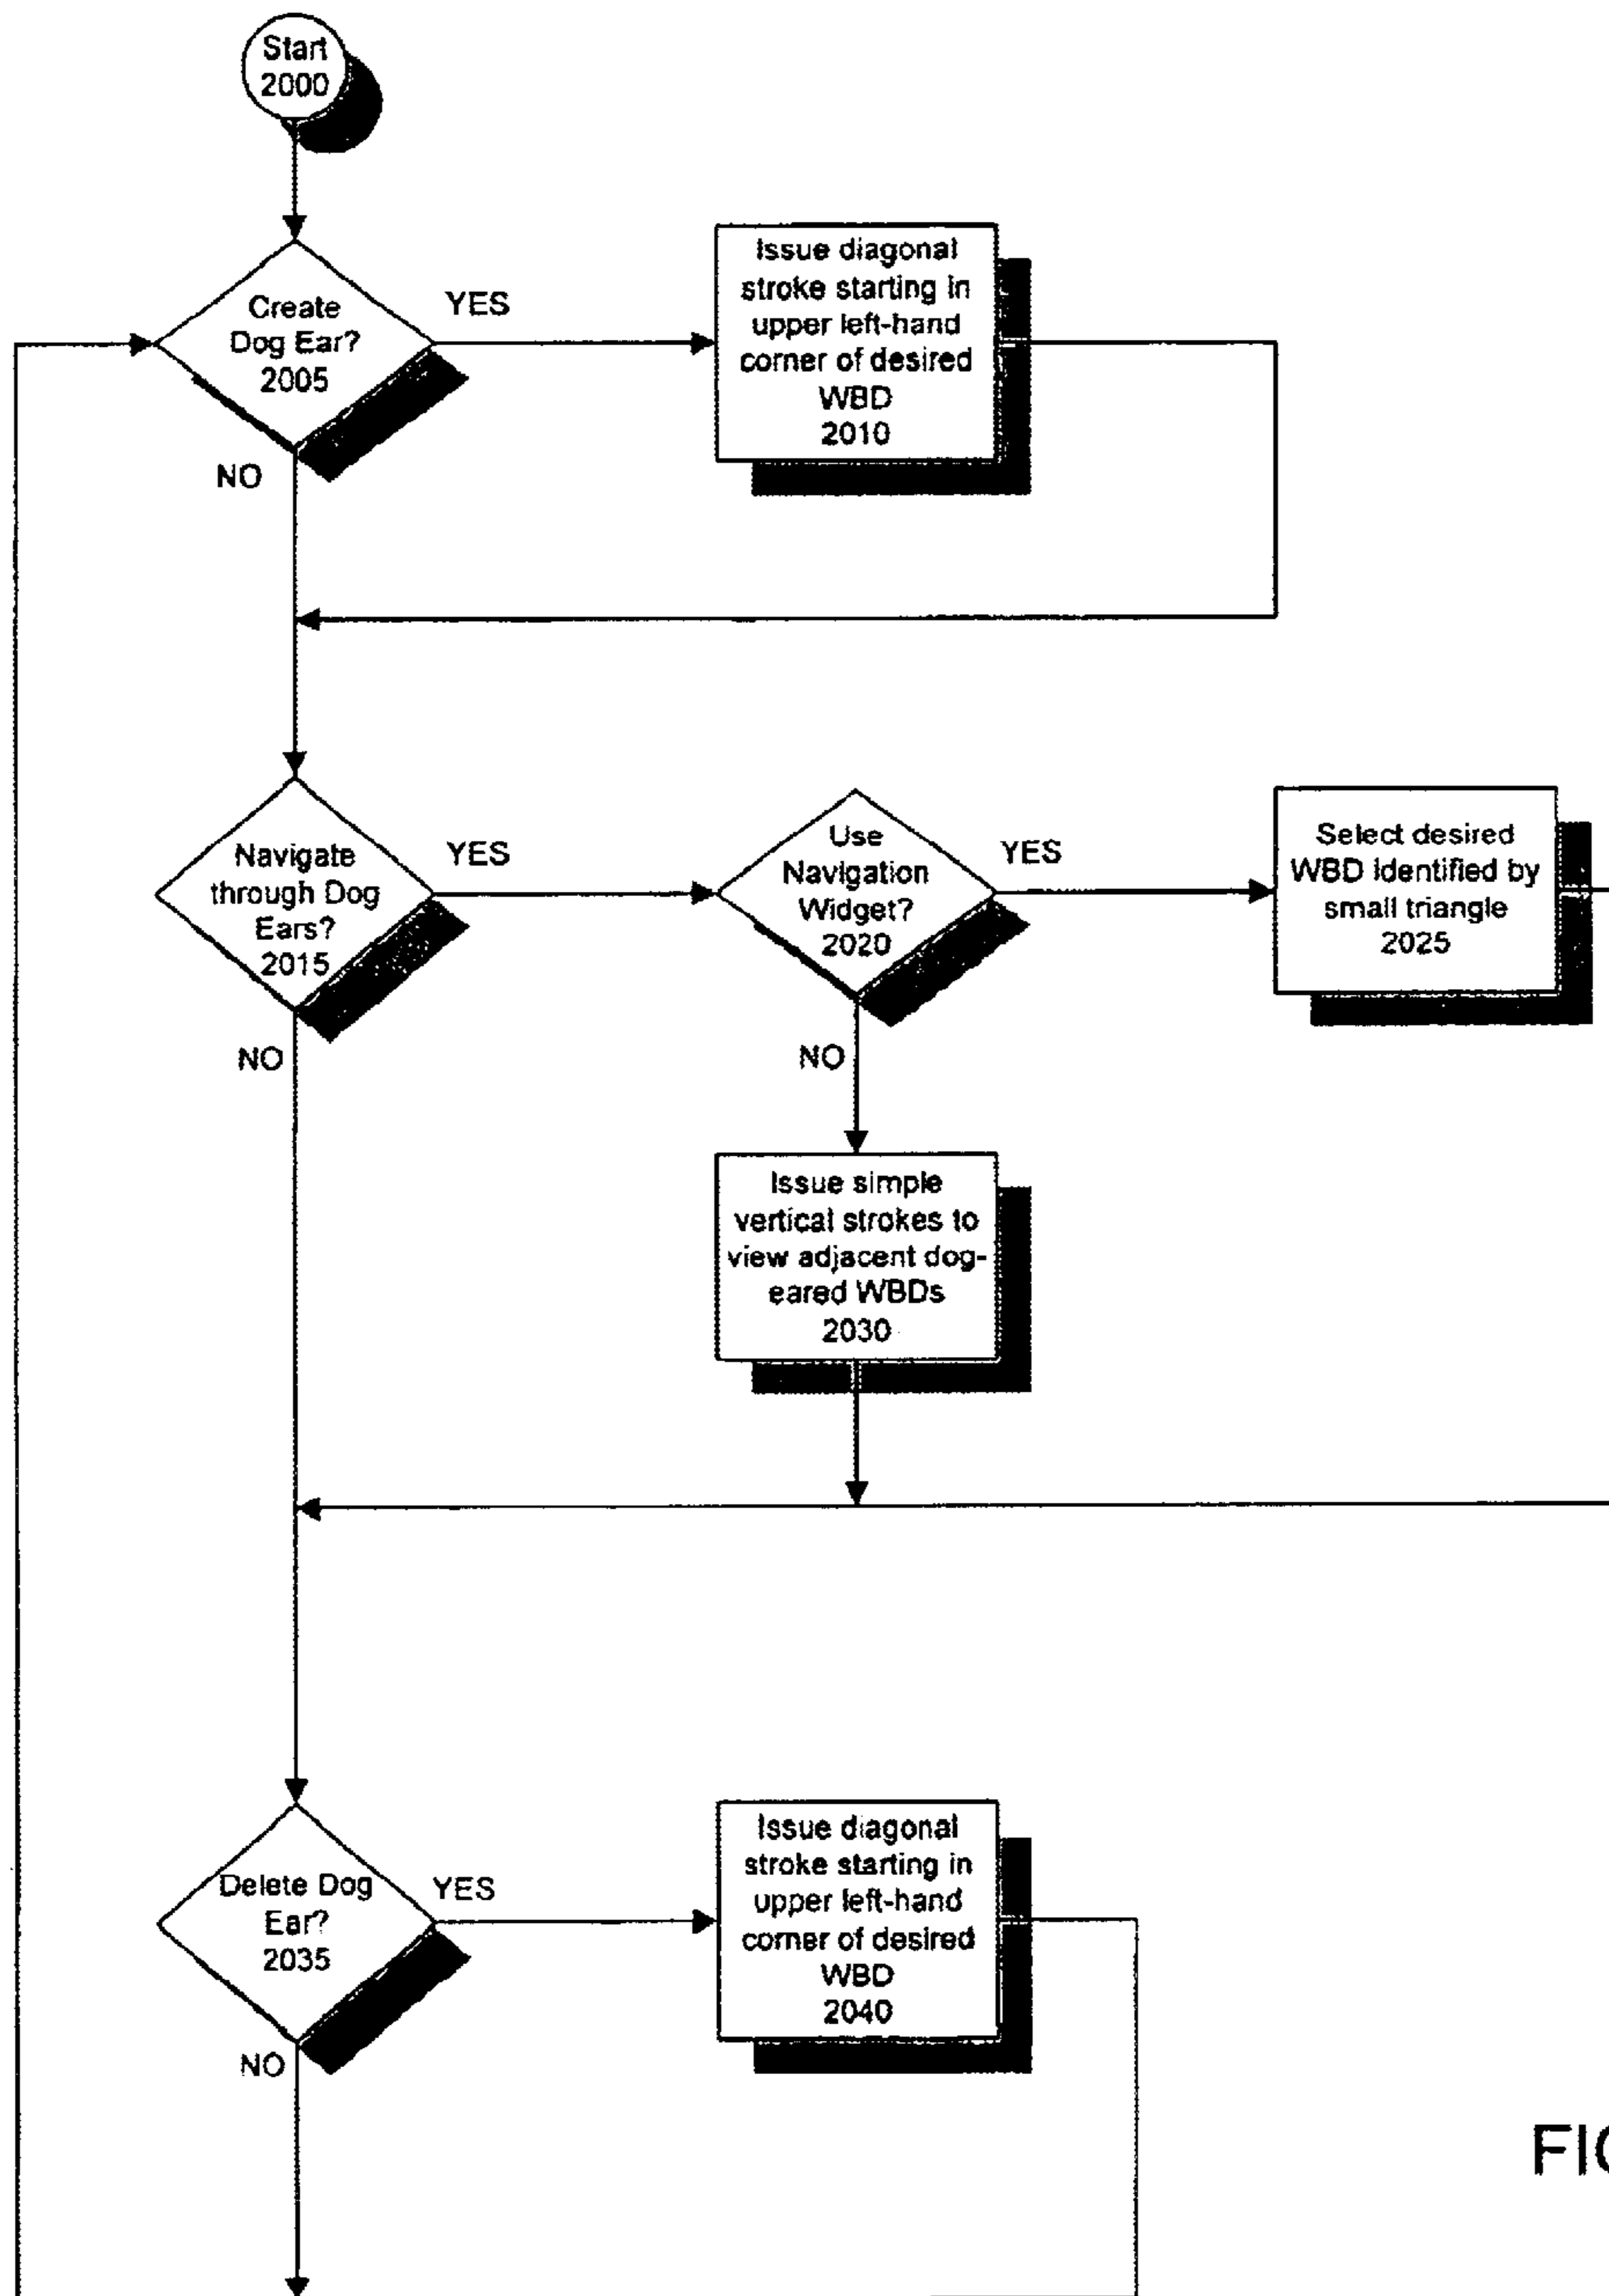 Start
2000
Create
Dog Ear?
2005
YES
NO
Issue diagonal
stroke starting in
upper left-hand
corner of desired
WBD
2010
Navigate
through Dog
Ears?
2015
YES
NO
Use
Navigation
Widget?
2020
YES
NO
Select desired
WBD identified by
small triangle
2025
Issue simple
vertical strokes to
view adjacent dog-
eared WBDs
2030
Delete Dog
Ear?
2035
YES
NO
Issue diagonal
stroke starting in
upper left-hand
corner of desired
WBD
2040